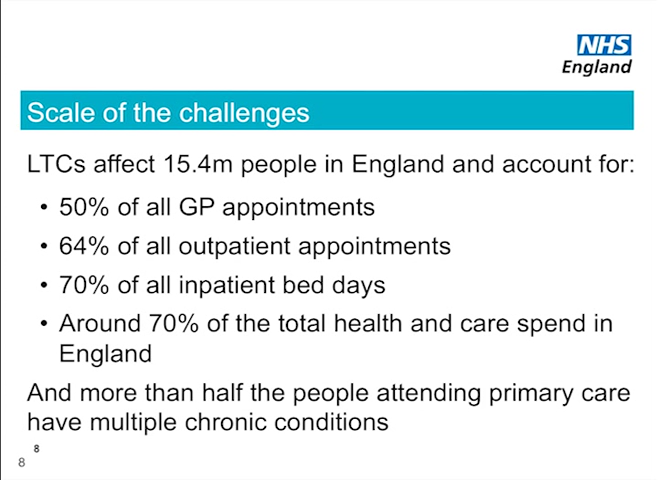 NHS
England
Scale of the challenges
LTCs affect 15.4m people in England and account for:
• 50% of all GP appointments
• 64% of all outpatient appointments
• 70% of all inpatient bed days
• Around 70% of the total health and care spend in
England
And more than half the people attending primary care
have multiple chronic conditions
8
8